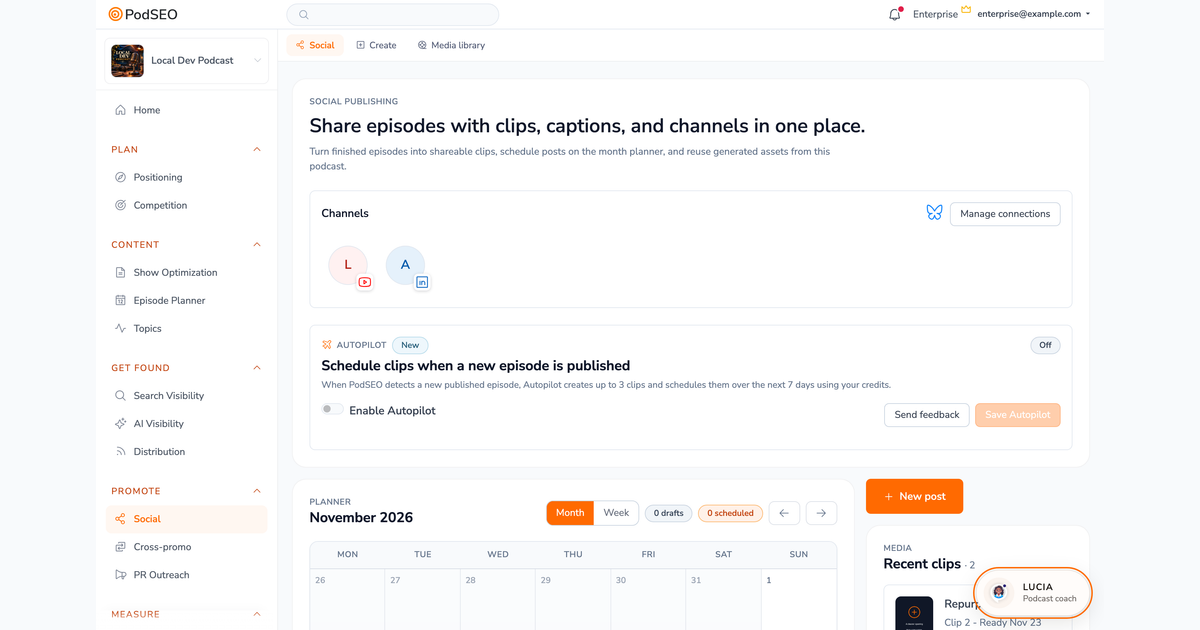 PodSEO
Enterprise
enterprise@example.com
Local Dev Podcast
Social
Create
Media library
Home
PLAN
Positioning
Competition
CONTENT
Show Optimization
Episode Planner
Topics
GET FOUND
Search Visibility
AI Visibility
Distribution
PROMOTE
Social
Cross-promo
PR Outreach
MEASURE
SOCIAL PUBLISHING
Share episodes with clips, captions, and channels in one place.
Turn finished episodes into shareable clips, schedule posts on the month planner, and reuse generated assets from this
podcast.
Channels
Manage connections
L
A
in
AUTOPILOT
New
Off
Schedule clips when a new episode is published
When PodSEO detects a new published episode, Autopilot creates up to 3 clips and schedules them over the next 7 days using your credits.
Enable Autopilot
Send feedback
Save Autopilot
PLANNER
November 2026
Month
Week
0 drafts
0 scheduled
MON TUE WED THU FRI SAT SUN
26 27 28 29 30 31 1
+ New post
MEDIA
Recent clips · 2
Clip 2 - Ready Nov 23
LUCIA
Podcast coach